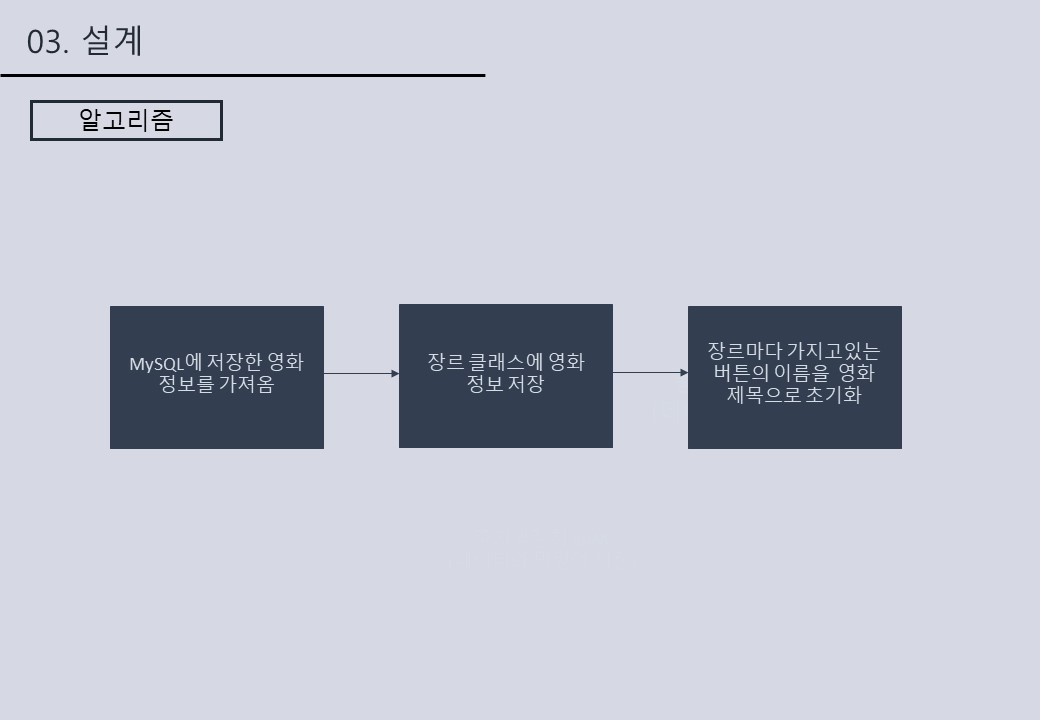 03. 설계
알고리즘
MySQL에 저장한 영화
정보를 가져옴
장르 클래스에 영화
정보 저장
장르마다 가지고있는
버튼의 이름을 영화
제목으로 초기화